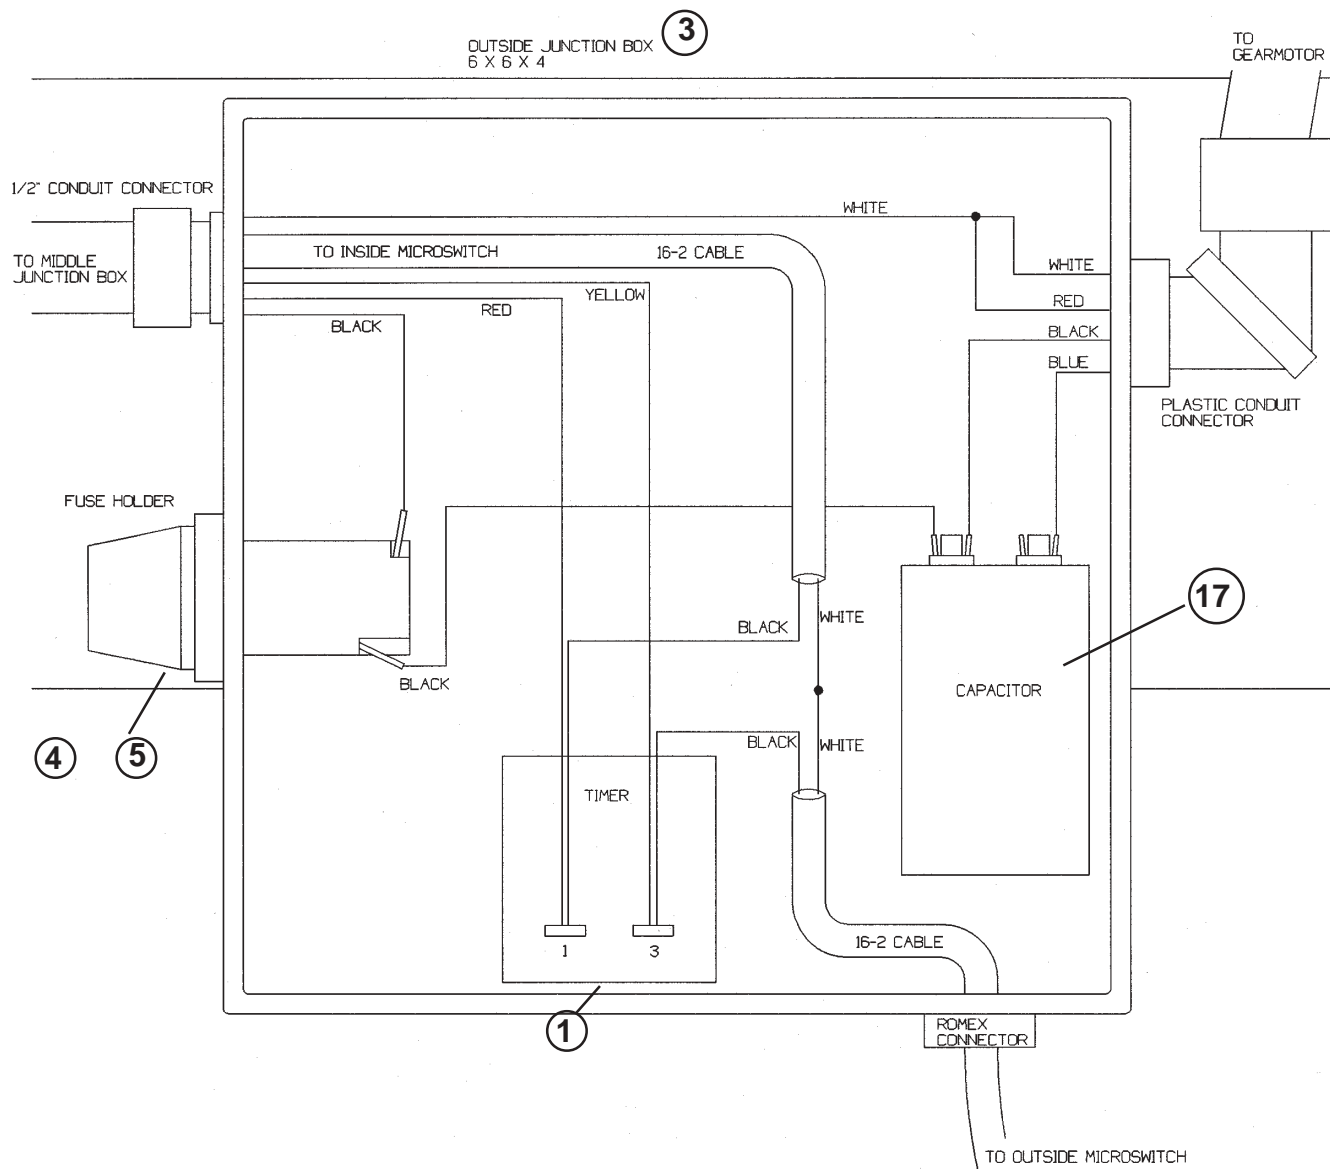 OUTSIDE JUNCTION BOX
6 X 6 X 4
3
TO
GEARMOTOR
1/2" CONDUIT CONNECTOR
WHITE
TO INSIDE MICROSWITCH
16-2 CABLE
TO MIDDLE
JUNCTION BOX
WHITE
YELLOW
RED
RED
BLACK
BLACK
BLUE
PLASTIC CONDUIT
CONNECTOR
FUSE HOLDER
17
WHITE
BLACK
BLACK
CAPACITOR
BLACK
WHITE
4
5
TIMER
16-2 CABLE
1
3
1
ROMEX
CONNECTOR
TO OUTSIDE MICROSWITCH